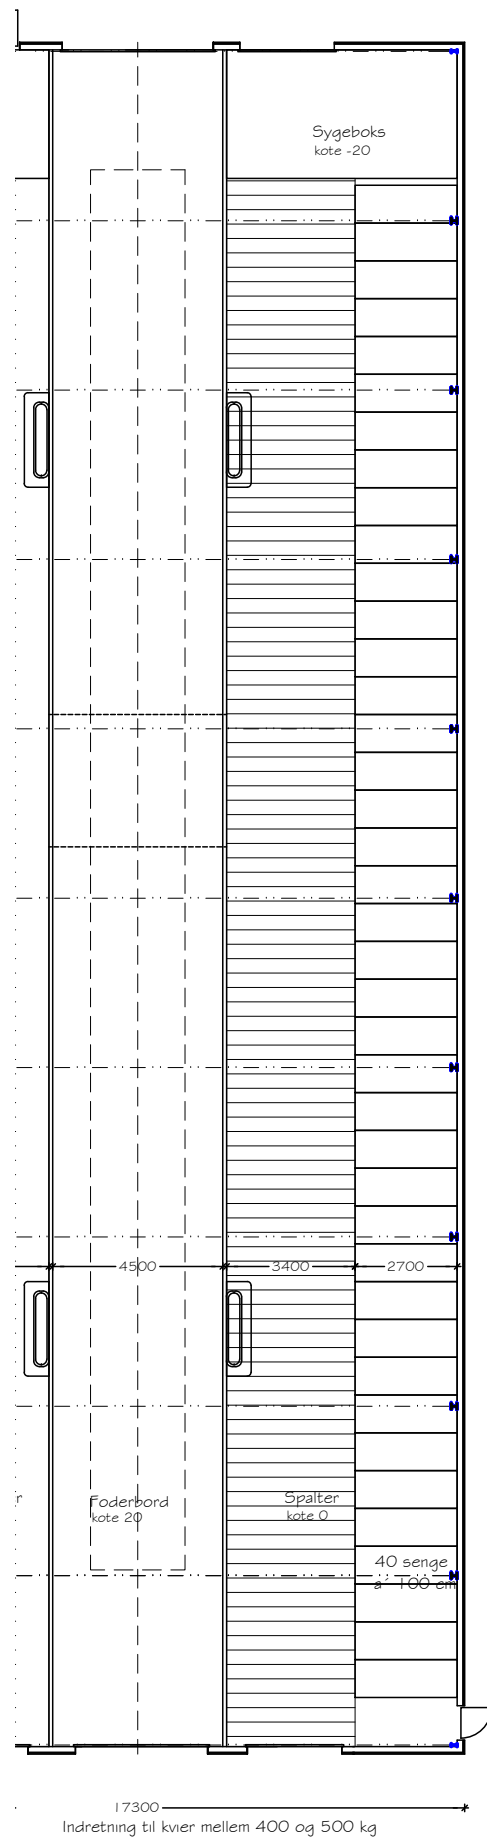 Sygeboks
kote -20
4500
3400
2700
r
Foderbord
kote 20
Spalter
kote 0
40 senge
a´ 100 cm
17300
Indretning til kvier mellem 400 og 500 kg